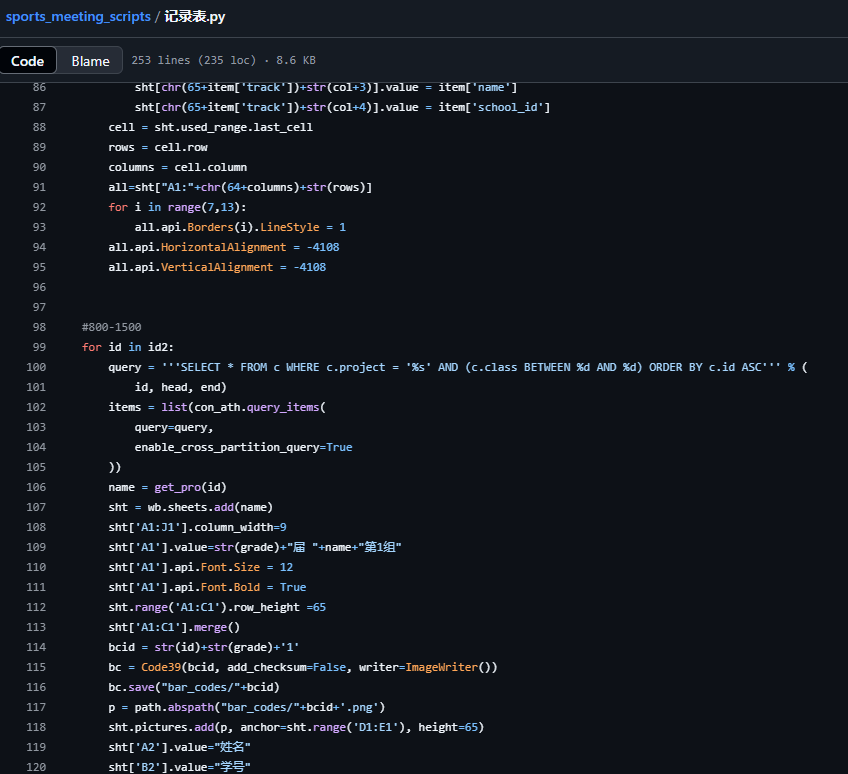 sports_meeting_scripts / 记录表.py
Code Blame 253 lines (235 loc) · 8.6 KB
86 sht[chr(65+item['track'])+str(col+3)].value = item['name']
87 sht[chr(65+item['track'])+str(col+4)].value = item['school_id']
88 cell = sht.used_range.last_cell
89 rows = cell.row
90 columns = cell.column
91 all=sht["A1:"+chr(64+columns)+str(rows)]
92 for i in range(7,13):
93 all.api.Borders(i).LineStyle = 1
94 all.api.HorizontalAlignment = -4108
95 all.api.VerticalAlignment = -4108
96
97
98 #800-1500
99 for id in id2:
100 query = '''SELECT * FROM c WHERE c.project = '%s' AND (c.class BETWEEN %d AND %d) ORDER BY c.id ASC''' % (
101 id, head, end)
102 items = list(con_ath.query_items(
103 query=query,
104 enable_cross_partition_query=True
105 ))
106 name = get_pro(id)
107 sht = wb.sheets.add(name)
108 sht['A1:J1'].column_width=9
109 sht['A1'].value=str(grade)+"届 "+name+"第1组"
110 sht['A1'].api.Font.Size = 12
111 sht['A1'].api.Font.Bold = True
112 sht.range('A1:C1').row_height =65
113 sht['A1:C1'].merge()
114 bcid = str(id)+str(grade)+'1'
115 bc = Code39(bcid, add_checksum=False, writer=ImageWriter())
116 bc.save("bar_codes/"+bcid)
117 p = path.abspath("bar_codes/"+bcid+'.png')
118 sht.pictures.add(p, anchor=sht.range('D1:E1'), height=65)
119 sht['A2'].value="姓名"
120 sht['B2'].value="学号"